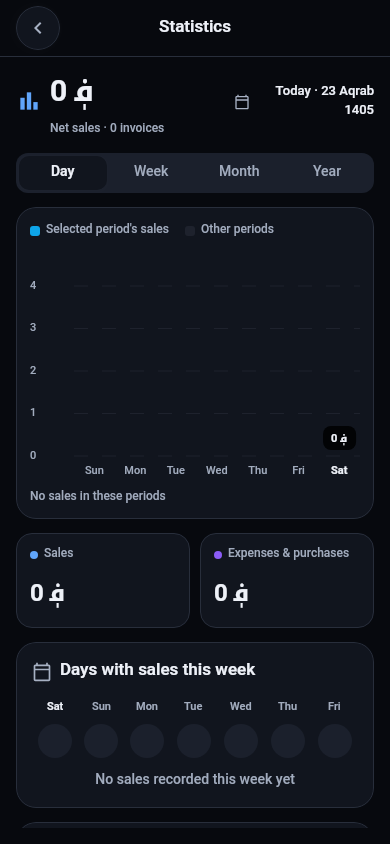 Statistics
0 ؋
Net sales · 0 invoices
Today · 23 Aqrab
1405
Day
Week
Month
Year
Selected period's sales
Other periods
4
3
2
1
0
0 ؋
Sun
Mon
Tue
Wed
Thu
Fri
Sat
No sales in these periods
Sales
0 ؋
Expenses & purchases
0 ؋
Days with sales this week
Sat
Sun
Mon
Tue
Wed
Thu
Fri
No sales recorded this week yet